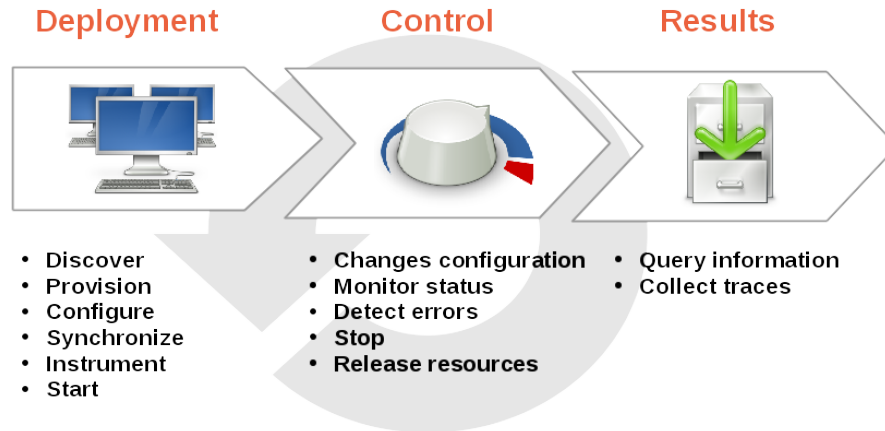 Deployment
Control
Results
• Discover
• Provision
• Configure
• Synchronize
• Instrument
• Start
• Changes configuration
• Monitor status
• Detect errors
• Stop
• Release resources
• Query information
• Collect traces